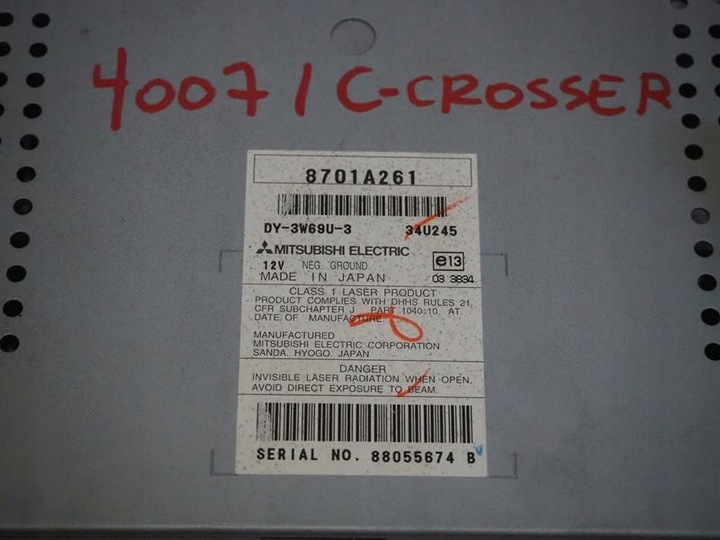 40071 C-CROSSER
8701A261
DY-3W69U-3 34U245
MITSUBISHI ELECTRIC
12V NEG. GROUND e13
MADE IN JAPAN 03 3834
CLASS 1 LASER PRODUCT
PRODUCT COMPLIES WITH DHHS RULES 21,
CFR SUBCHAPTER J PART 1040:10, AT
DATE OF MANUFACTURE.
MANUFACTURED
MITSUBISHI ELECTRIC CORPORATION
SANDA, HYOGO, JAPAN
DANGER
INVISIBLE LASER RADIATION WHEN OPEN.
AVOID DIRECT EXPOSURE TO BEAM.
SERIAL NO. 88055674 B